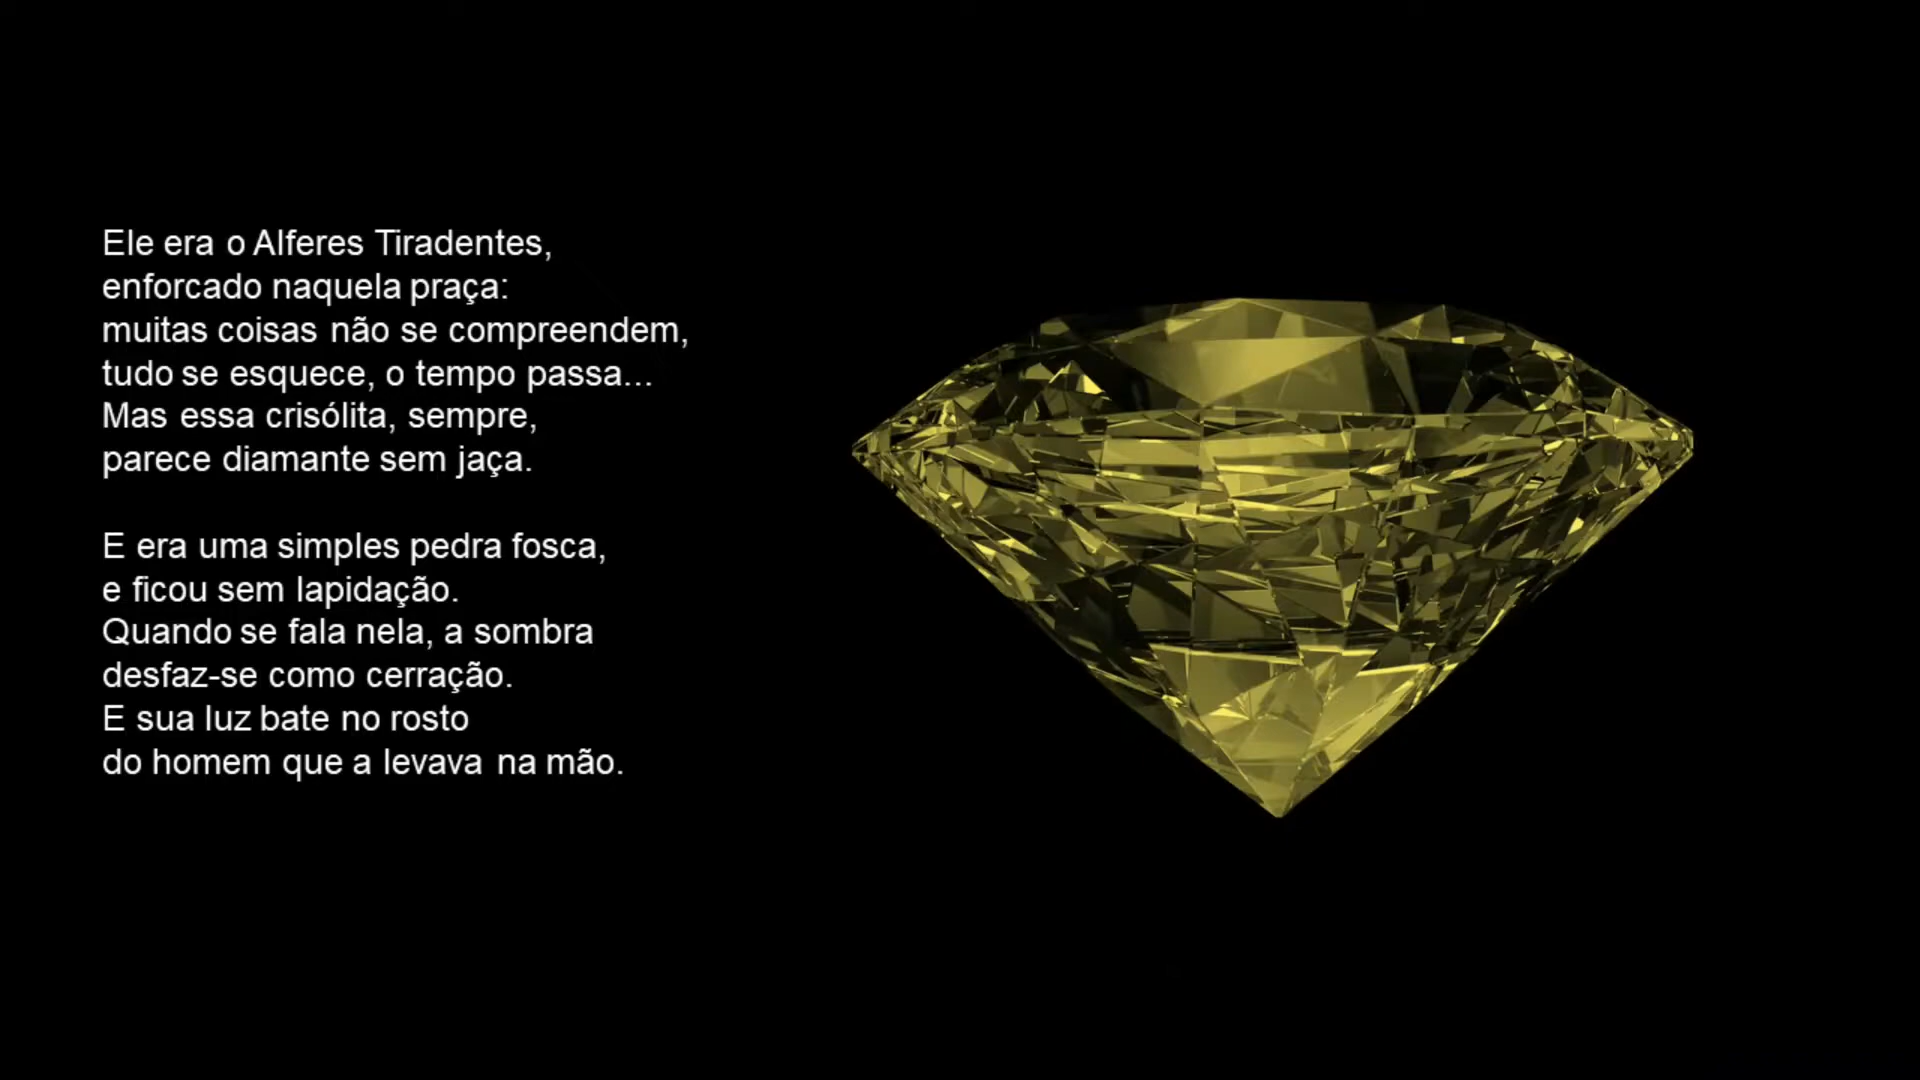 Ele era o Alferes Tiradentes,
enforcado naquela praça:
muitas coisas não se compreendem,
tudo se esquece, o tempo passa...
Mas essa crisólita, sempre,
parece diamante sem jaça.
E era uma simples pedra fosca,
e ficou sem lapidação.
Quando se fala nela, a sombra
desfaz-se como cerração.
E sua luz bate no rosto
do homem que a levava na mão.